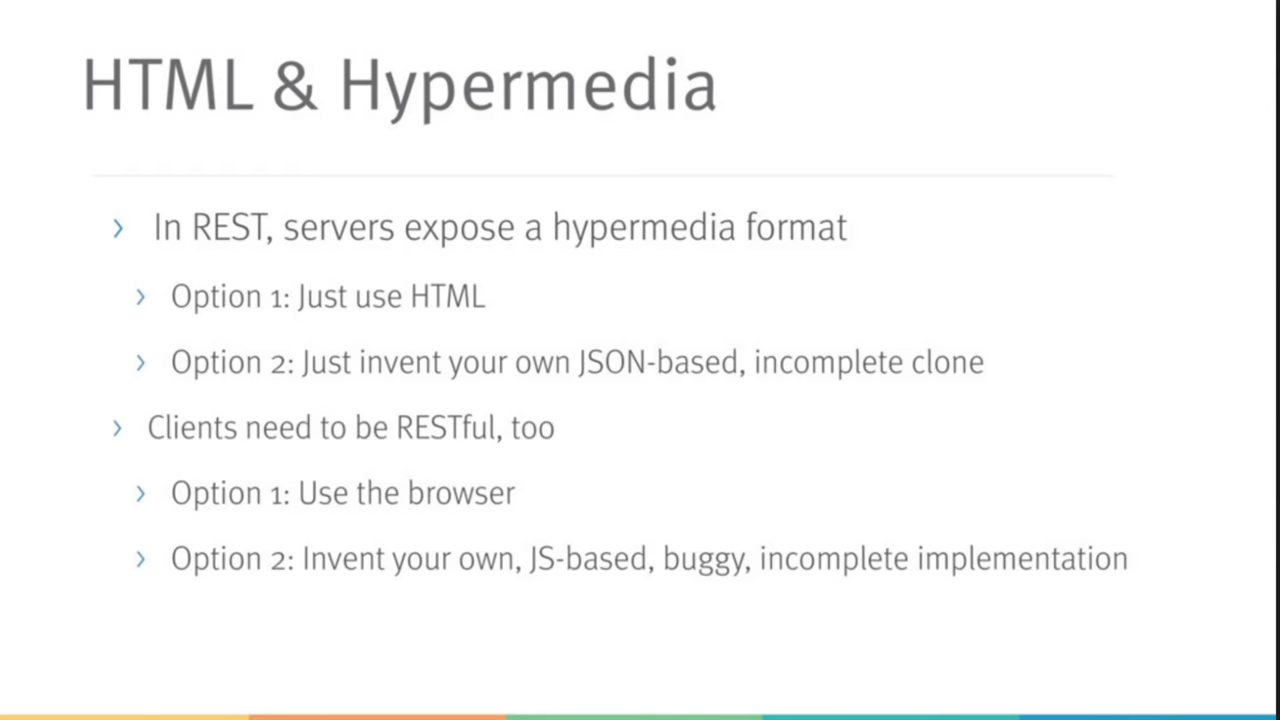 HTML & Hypermedia
› In REST, servers expose a hypermedia format
› Option 1: Just use HTML
› Option 2: Just invent your own JSON-based, incomplete clone
› Clients need to be RESTful, too
› Option 1: Use the browser
› Option 2: Invent your own, JS-based, buggy, incomplete implementation